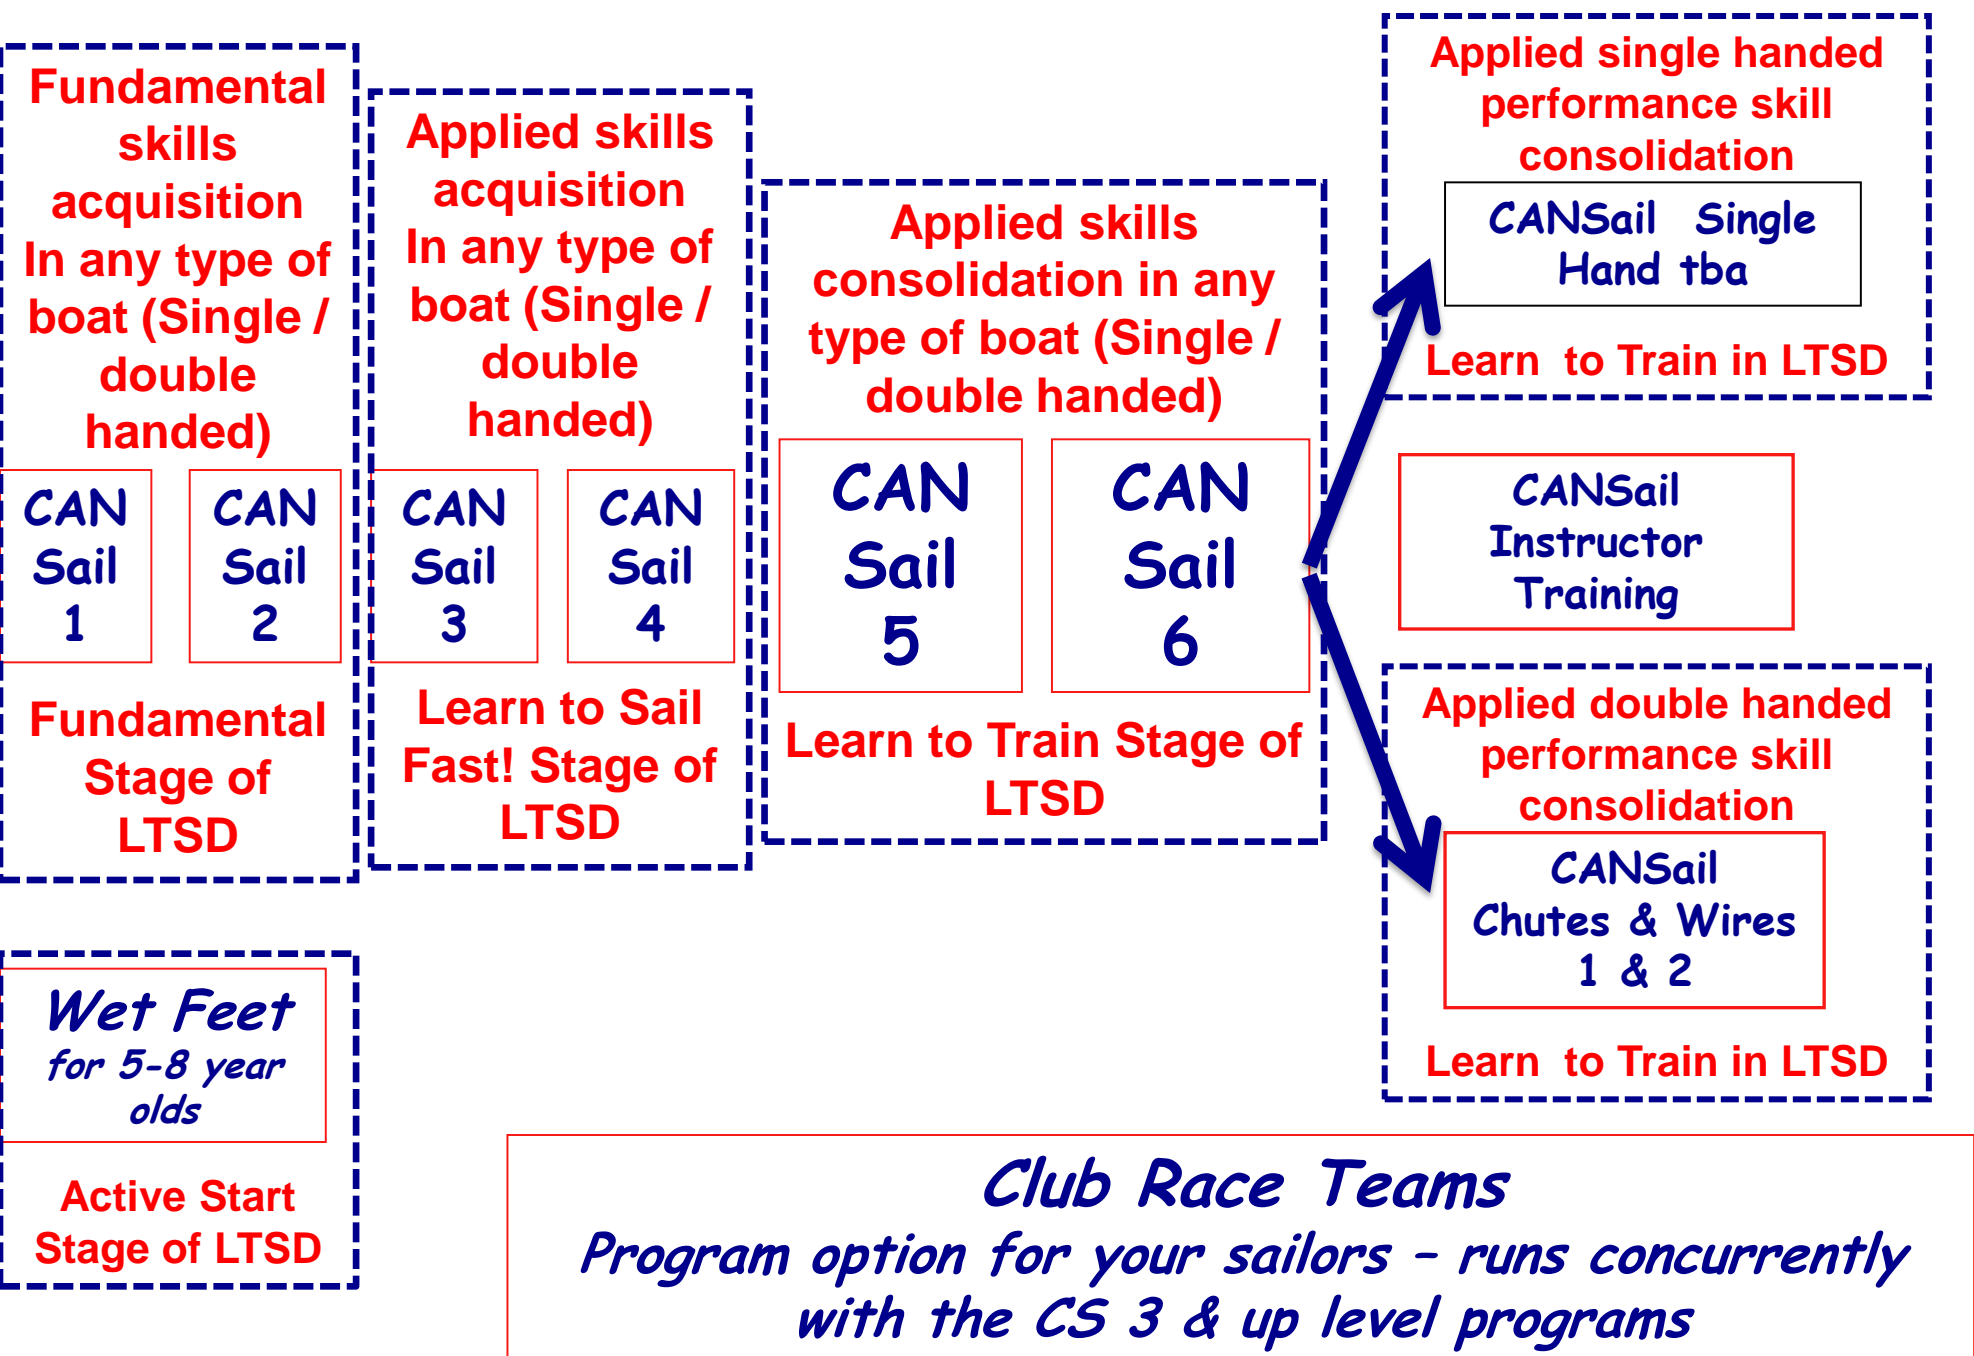 Fundamental
skills
acquisition
In any type of
boat (Single /
double
handed)
CAN
Sail
1
CAN
Sail
2
Fundamental
Stage of
LTSD
Applied skills
acquisition
In any type of
boat (Single /
double
handed)
CAN
Sail
3
CAN
Sail
4
Learn to Sail
Fast! Stage of
LTSD
Applied skills
consolidation in any
type of boat (Single /
double handed)
CAN
Sail
5
CAN
Sail
6
Learn to Train Stage of
LTSD
Applied single handed
performance skill
consolidation
CANSail Single
Hand tba
Learn to Train in LTSD
CANSail
Instructor
Training
Applied double handed
performance skill
consolidation
CANSail
Chutes & Wires
1 & 2
Learn to Train in LTSD
Wet Feet
for 5-8 year
olds
Active Start
Stage of LTSD
Club Race Teams
Program option for your sailors – runs concurrently
with the CS 3 & up level programs